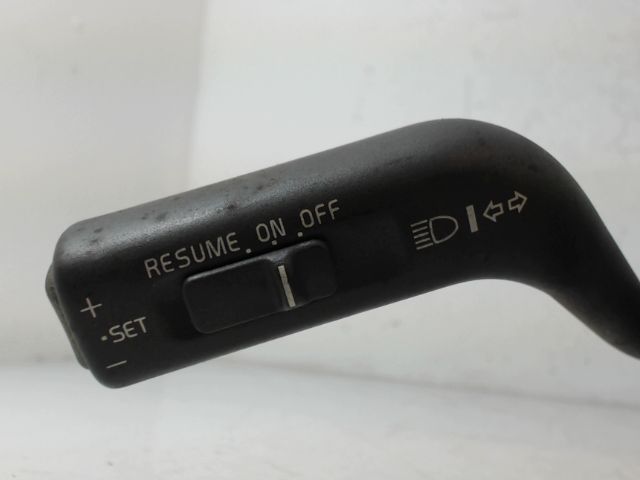 RESUME ON OFF
+
SET
−